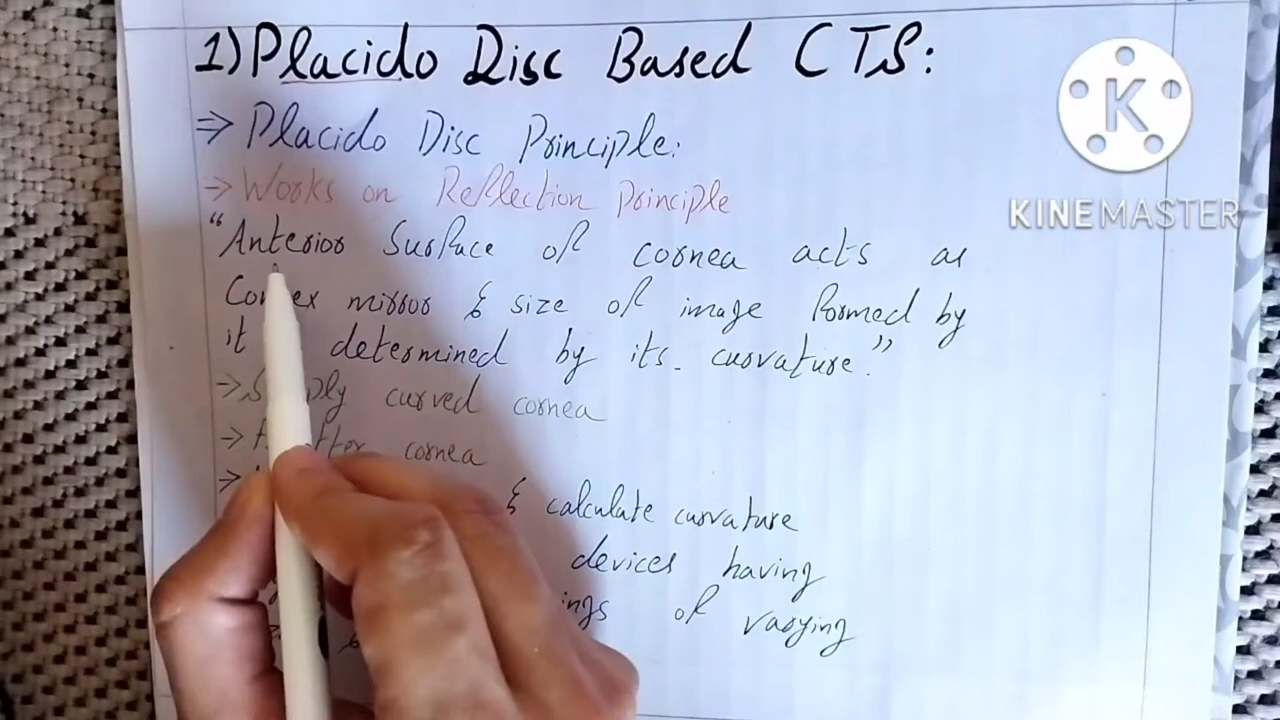 1) Placido Disc Based CTS:
⇒ Placido Disc Principle:
→ Works on Reflection Principle
"Anterior Surface of cornea acts as
Convex mirror & size of image formed by
it determined by its curvature."
→ curved cornea
→ cornea
→ & calculate curvature
devices having
of varying
K
KINEMASTER